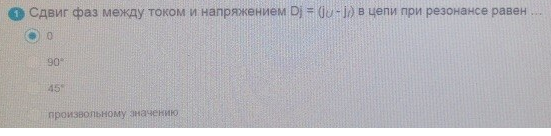 1 Сдвиг фаз между током и напряжением Dj = (jU - jI) в цепи при резонансе равен ...
0
90°
45°
произвольному значению